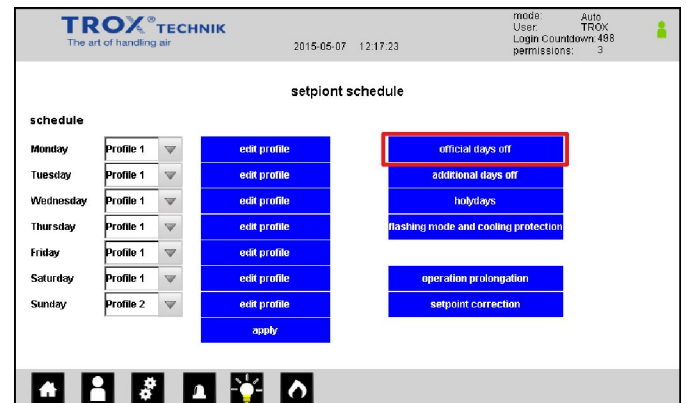 TROX® TECHNIK
The art of handling air
2015-05-07 12:17:23
mode: Auto
User: TROX
Login Countdown: 498
permissions: 3
setpiont schedule
schedule
Monday Profile 1 edit profile official days off
Tuesday Profile 1 edit profile additional days off
Wednesday Profile 1 edit profile holydays
Thursday Profile 1 edit profile flashing mode and cooling protection
Friday Profile 1 edit profile
Saturday Profile 1 edit profile operation prolongation
Sunday Profile 2 edit profile setpoint correction
apply